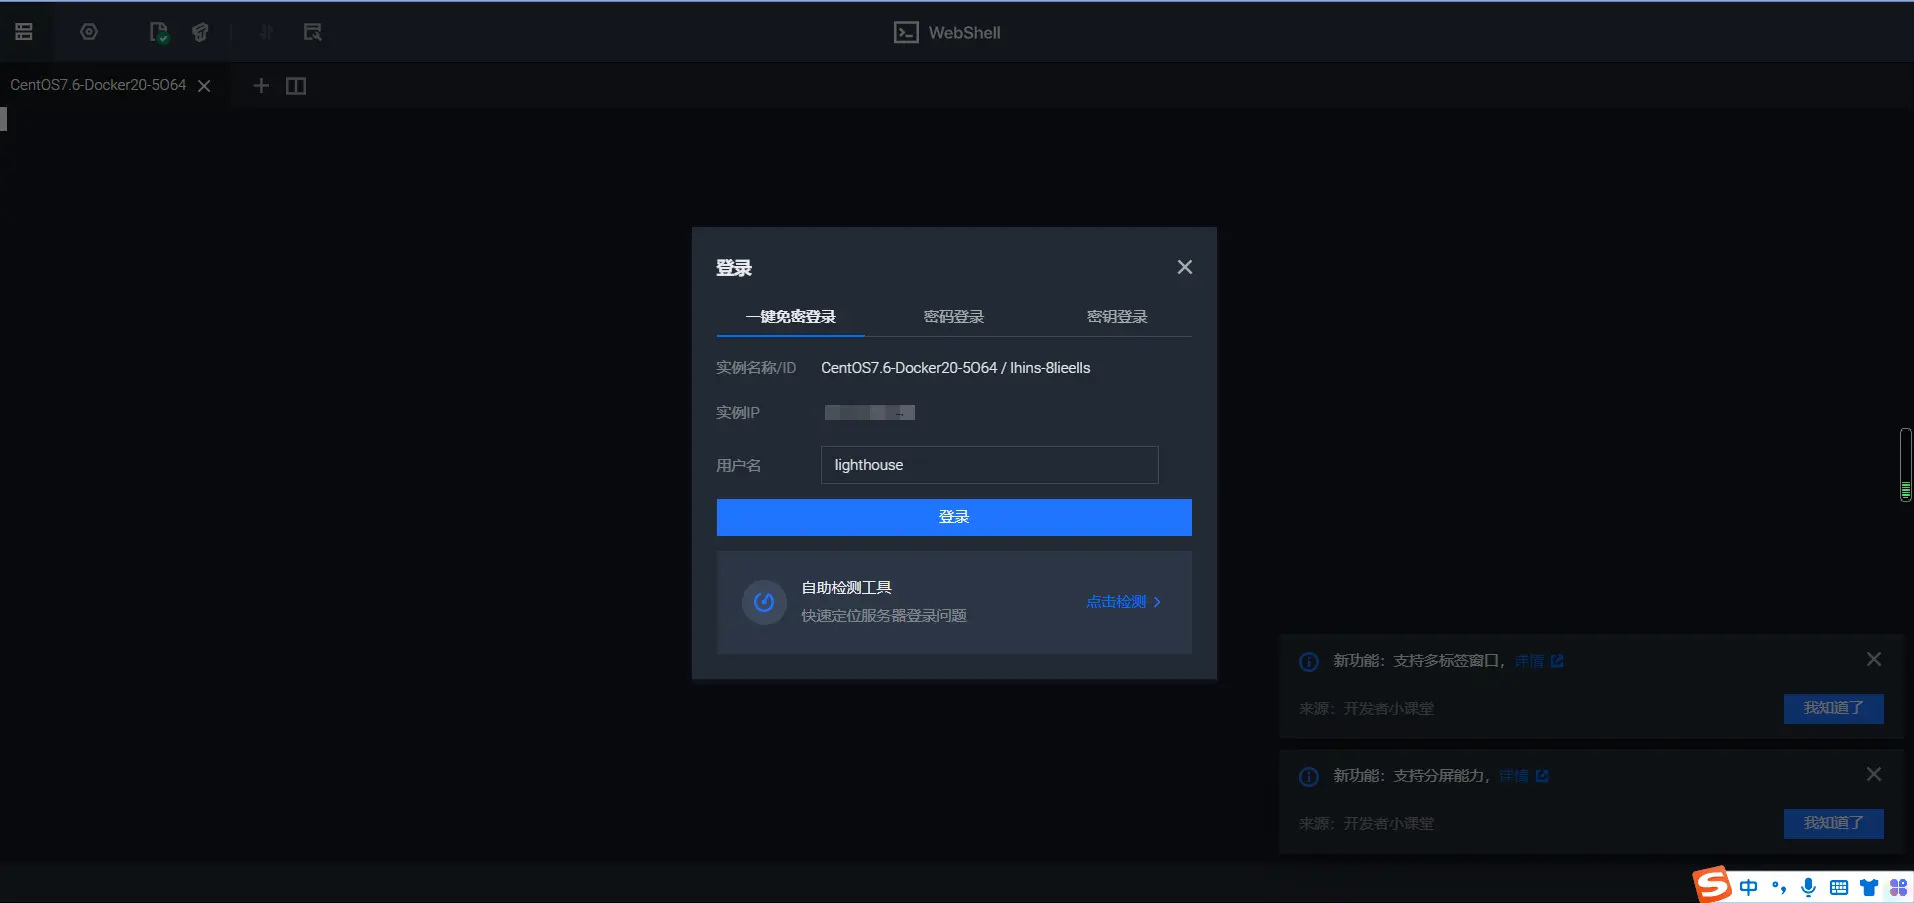 WebShell
CentOS7.6-Docker20-5O64
登录
一键免密登录 密码登录 密钥登录
实例名称/ID CentOS7.6-Docker20-5O64 / lhins-8lieells
实例IP
用户名 lighthouse
登录
自助检测工具
快速定位服务器登录问题
点击检测
新功能：支持多标签窗口，详情
来源：开发者小课堂
我知道了
新功能：支持分屏能力，详情
来源：开发者小课堂
我知道了
中